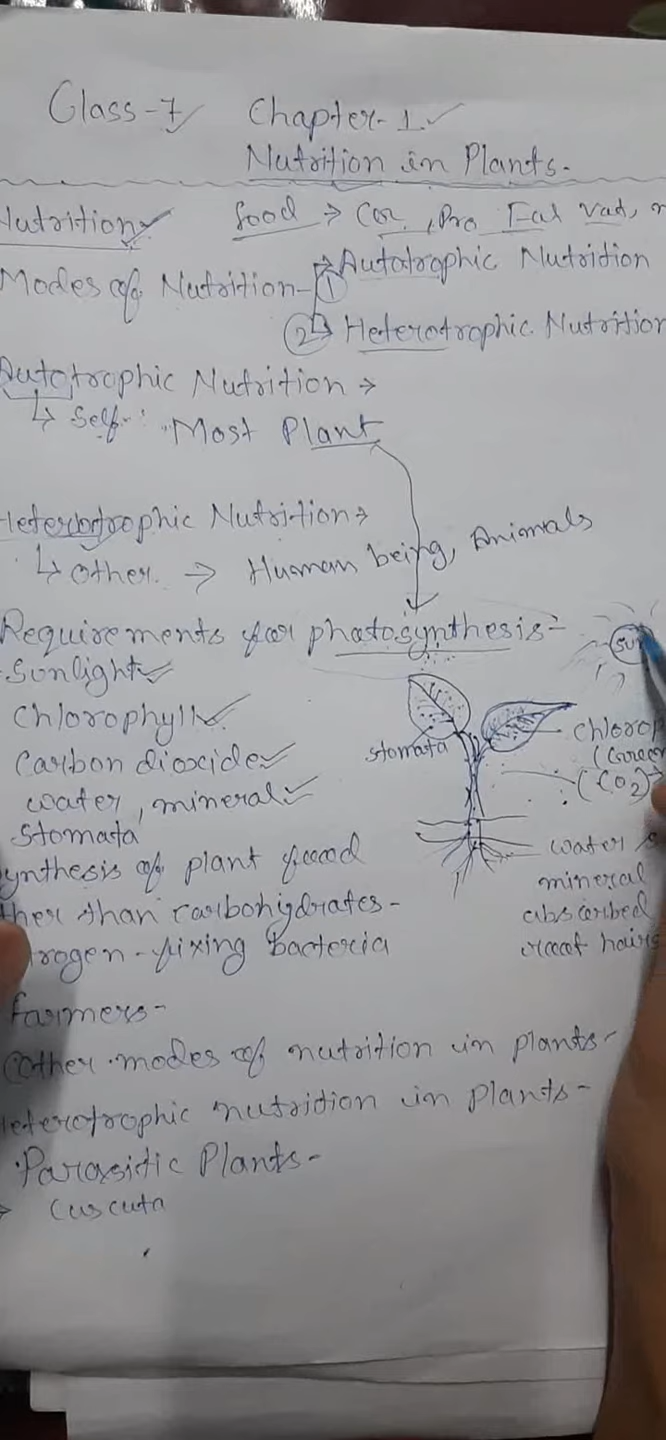 Class-7 Chapter-1
Nutrition in Plants-
Nutrition food → Car, Pro Fat
Modes of Nutrition- ① Autotrophic Nutrition
② Heterotrophic Nutrition
Autotrophic Nutrition →
↳ Self- Most Plant
Heterotrophic Nutrition →
↳ Other → Human being, Animals
Requirements for photosynthesis-
Sunlight
Chlorophyll
Carbon dioxide
water, mineral
Stomata
stomata
(CO2)
water
mineral
absorbed
root hairs
ynthesis of plant food
ther than carbohydrates-
rogen-fixing bacteria
Farmers-
Other modes of nutrition in plants-
eterotrophic nutrition in plants-
Parasitic Plants-
→ Cuscuta